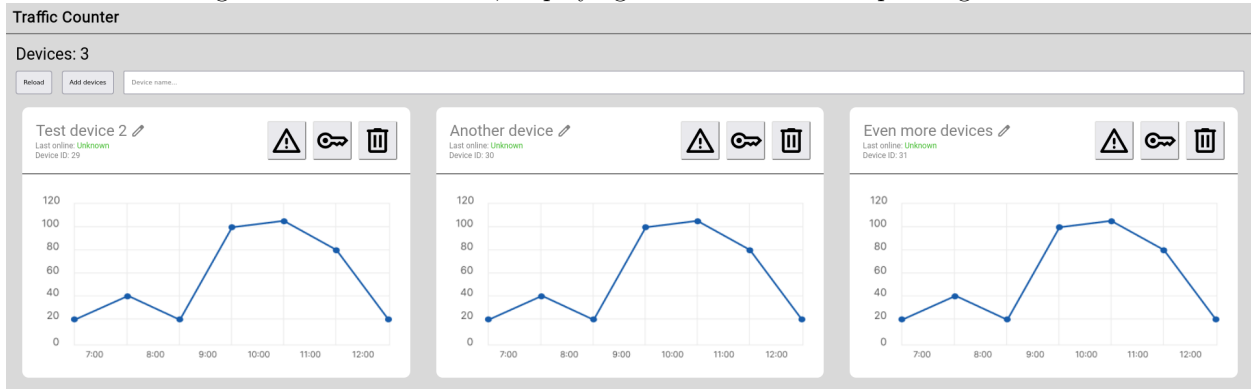 Traffic Counter
Devices: 3
Reload
Add devices
Device name...
Test device 2
Last online: Unknown
Device ID: 29
120
100
80
60
40
20
0
7:00 8:00 9:00 10:00 11:00 12:00
Another device
Last online: Unknown
Device ID: 30
120
100
80
60
40
20
0
7:00 8:00 9:00 10:00 11:00 12:00
Even more devices
Last online: Unknown
Device ID: 31
120
100
80
60
40
20
0
7:00 8:00 9:00 10:00 11:00 12:00